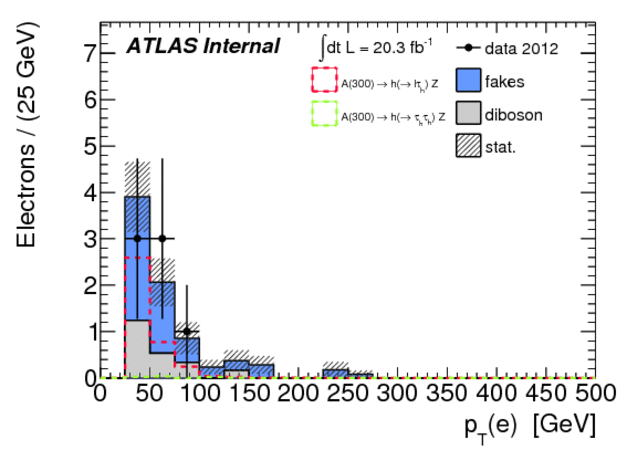 ATLAS Internal
∫dt L = 20.3 fb⁻¹
data 2012
A(300) → h(→ lτₕ) Z
fakes
A(300) → h(→ τₕτₕ) Z
diboson
stat.
Electrons / (25 GeV)
7
6
5
4
3
2
1
0
0 50 100 150 200 250 300 350 400 450 500
p_T(e) [GeV]